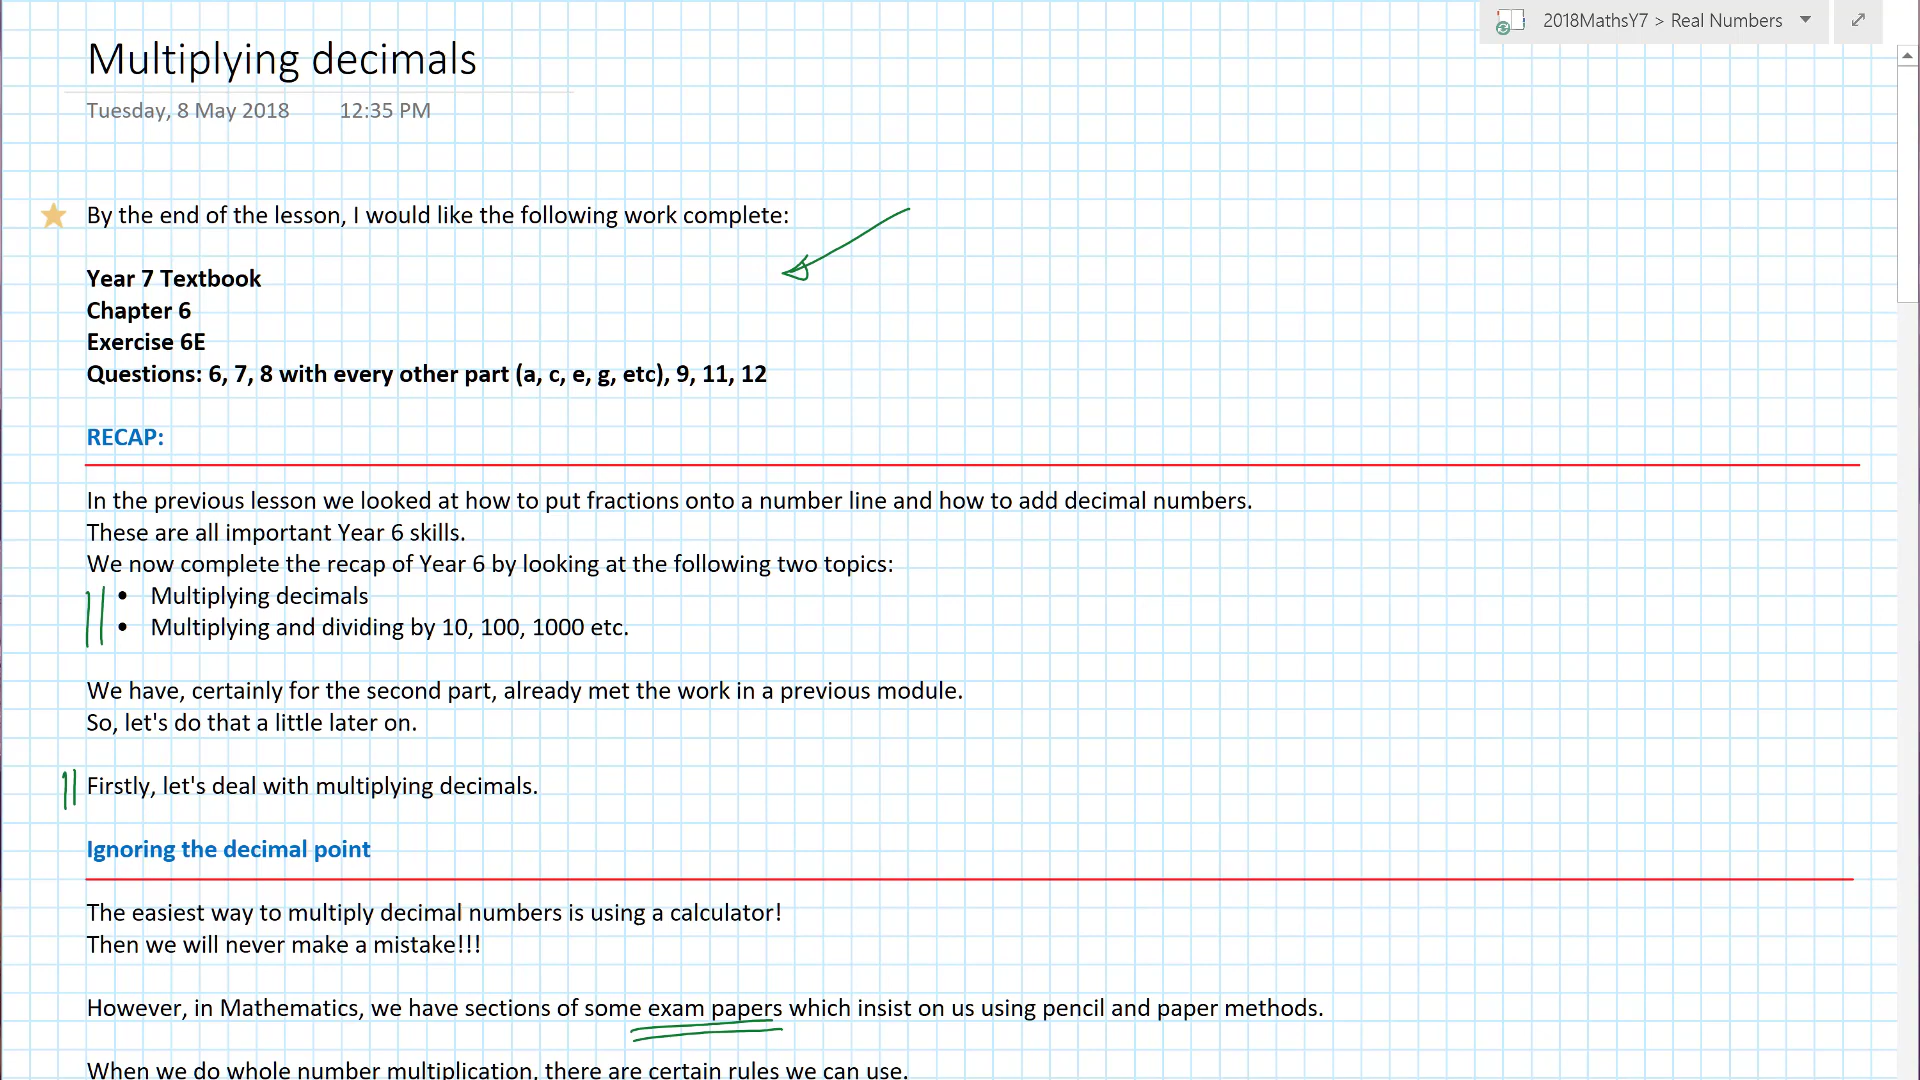 2018MathsY7 > Real Numbers
Multiplying decimals
Tuesday, 8 May 2018 12:35 PM
By the end of the lesson, I would like the following work complete:
Year 7 Textbook
Chapter 6
Exercise 6E
Questions: 6, 7, 8 with every other part (a, c, e, g, etc), 9, 11, 12
RECAP:
In the previous lesson we looked at how to put fractions onto a number line and how to add decimal numbers.
These are all important Year 6 skills.
We now complete the recap of Year 6 by looking at the following two topics:
• Multiplying decimals
• Multiplying and dividing by 10, 100, 1000 etc.
We have, certainly for the second part, already met the work in a previous module.
So, let's do that a little later on.
Firstly, let's deal with multiplying decimals.
Ignoring the decimal point
The easiest way to multiply decimal numbers is using a calculator!
Then we will never make a mistake!!!
However, in Mathematics, we have sections of some exam papers which insist on us using pencil and paper methods.
When we do whole number multiplication, there are certain rules we can use.